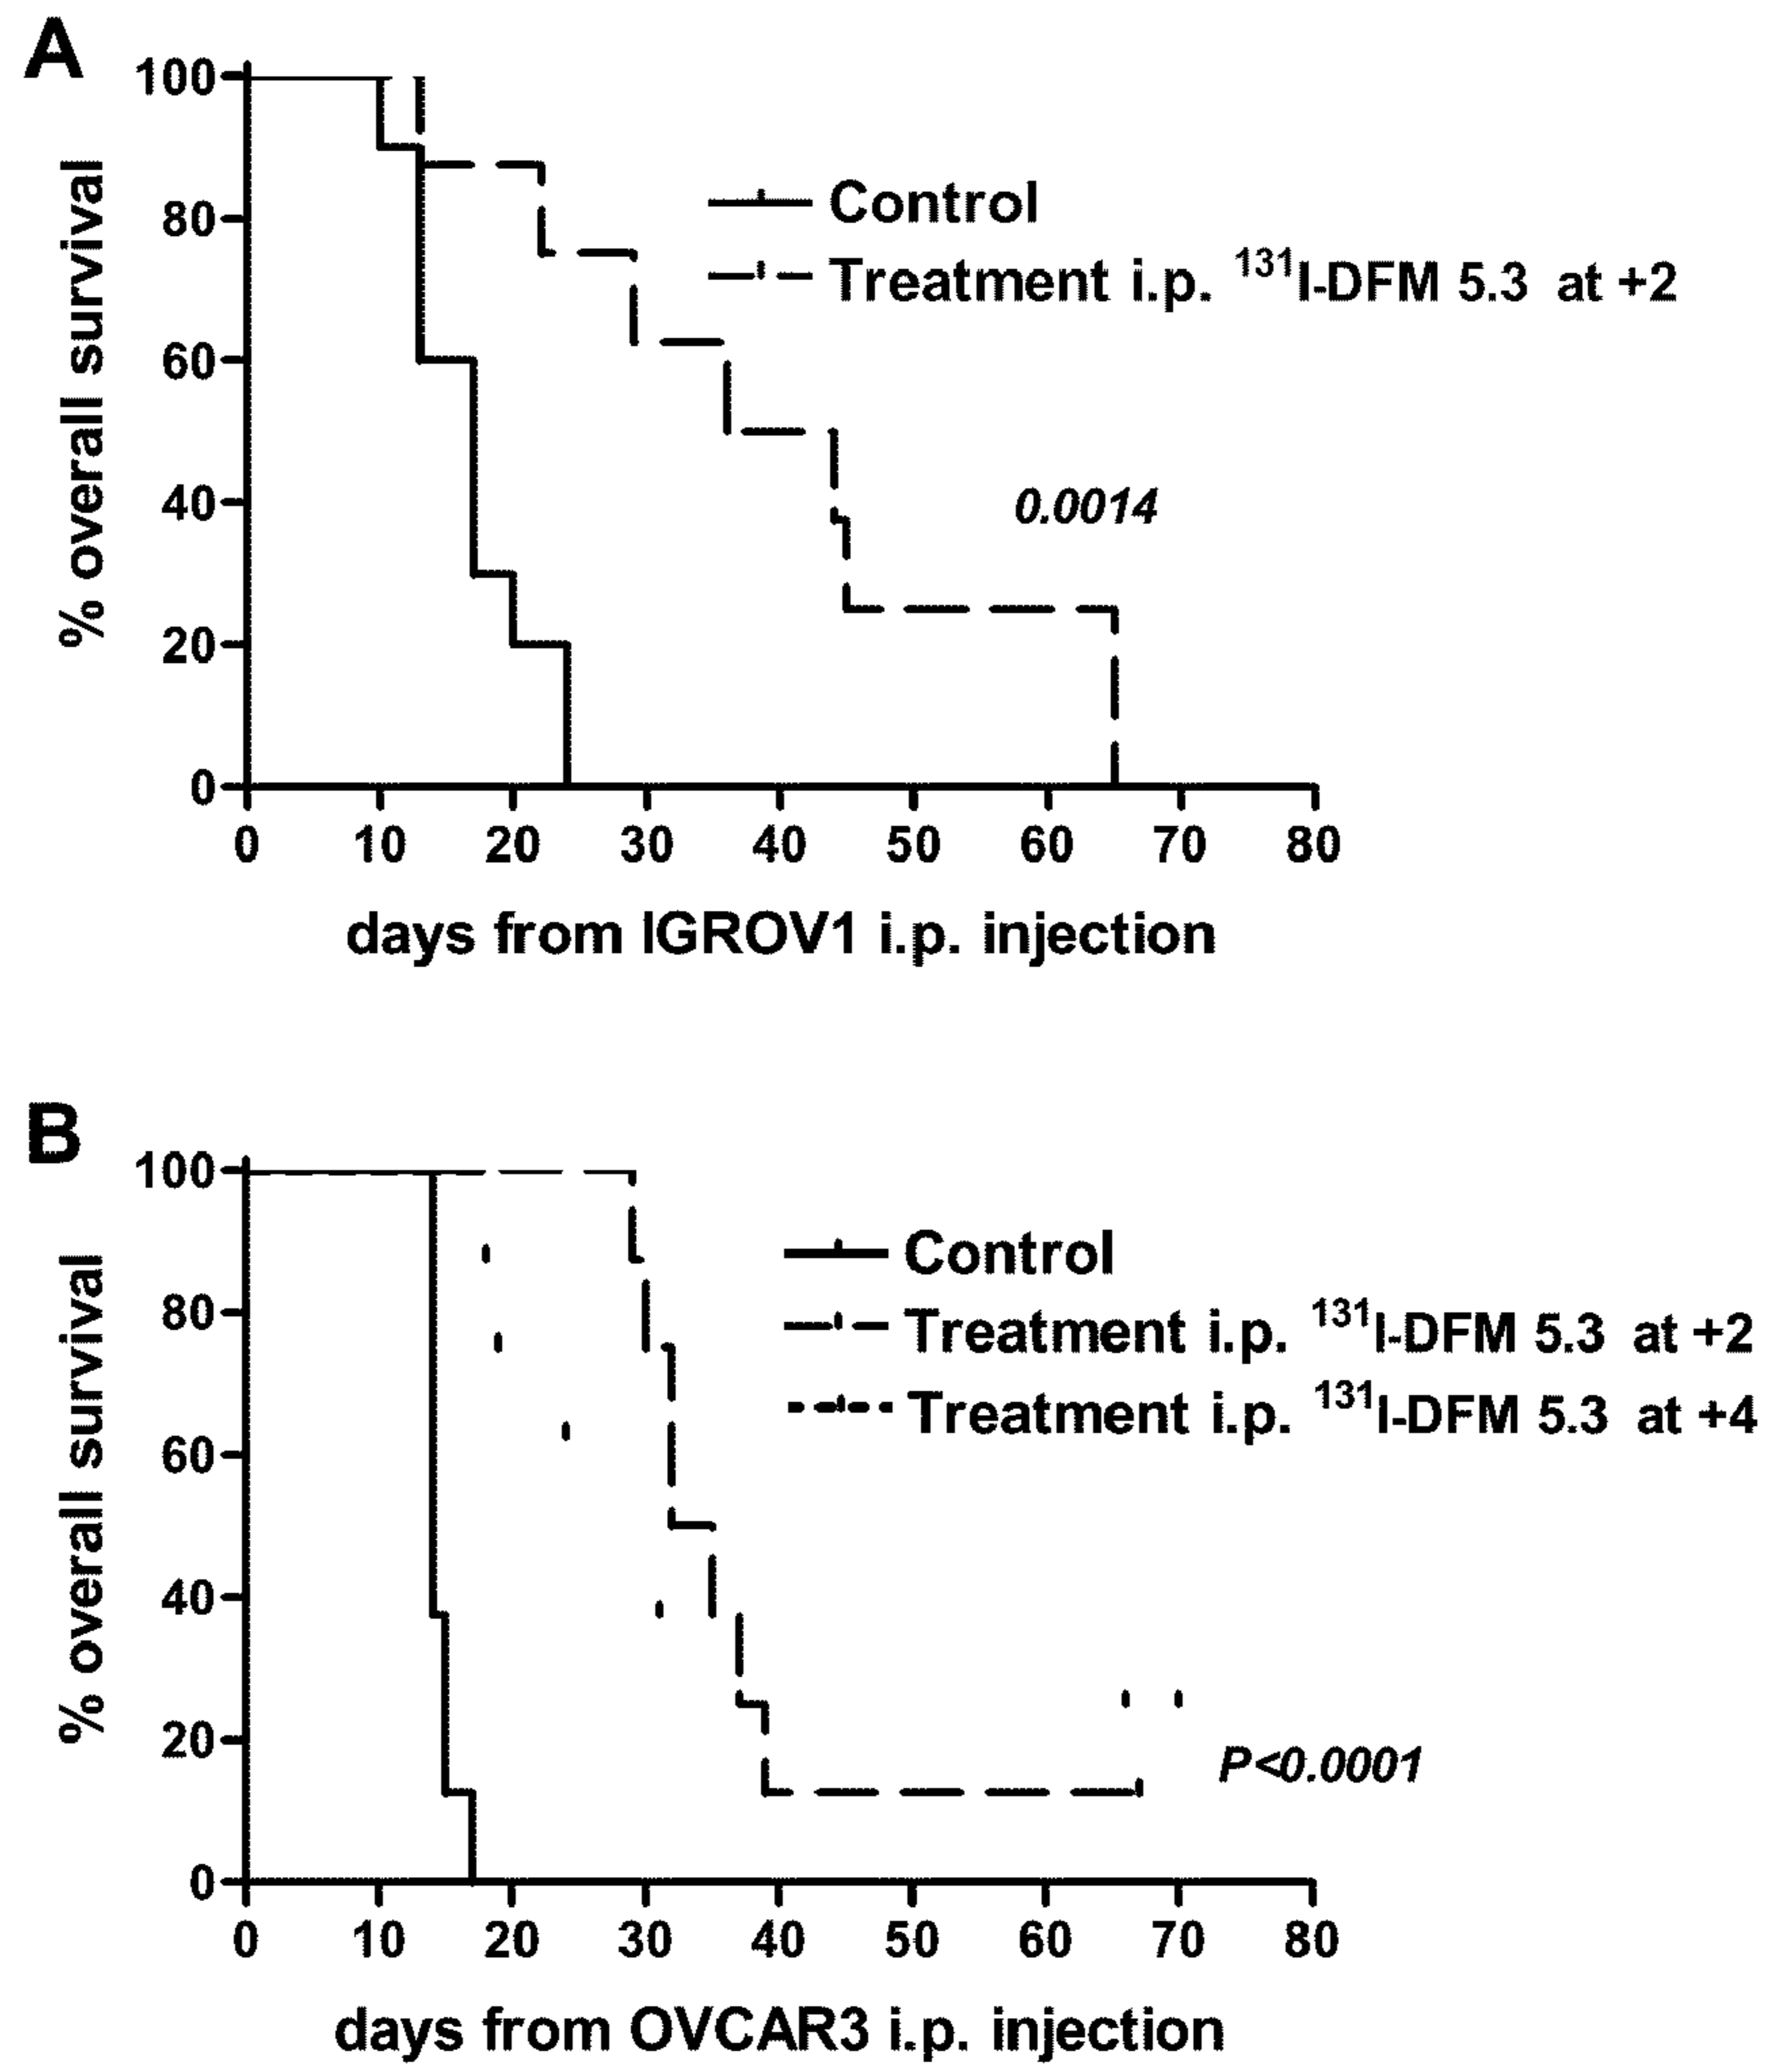 A
100
80
60
40
20
0
% overall survival
Control
Treatment i.p. ¹³¹I-DFM 5.3 at +2
0.0014
0 10 20 30 40 50 60 70 80
days from IGROV1 i.p. injection
B
100
80
60
40
20
0
% overall survival
Control
Treatment i.p. ¹³¹I-DFM 5.3 at +2
Treatment i.p. ¹³¹I-DFM 5.3 at +4
P<0.0001
0 10 20 30 40 50 60 70 80
days from OVCAR3 i.p. injection